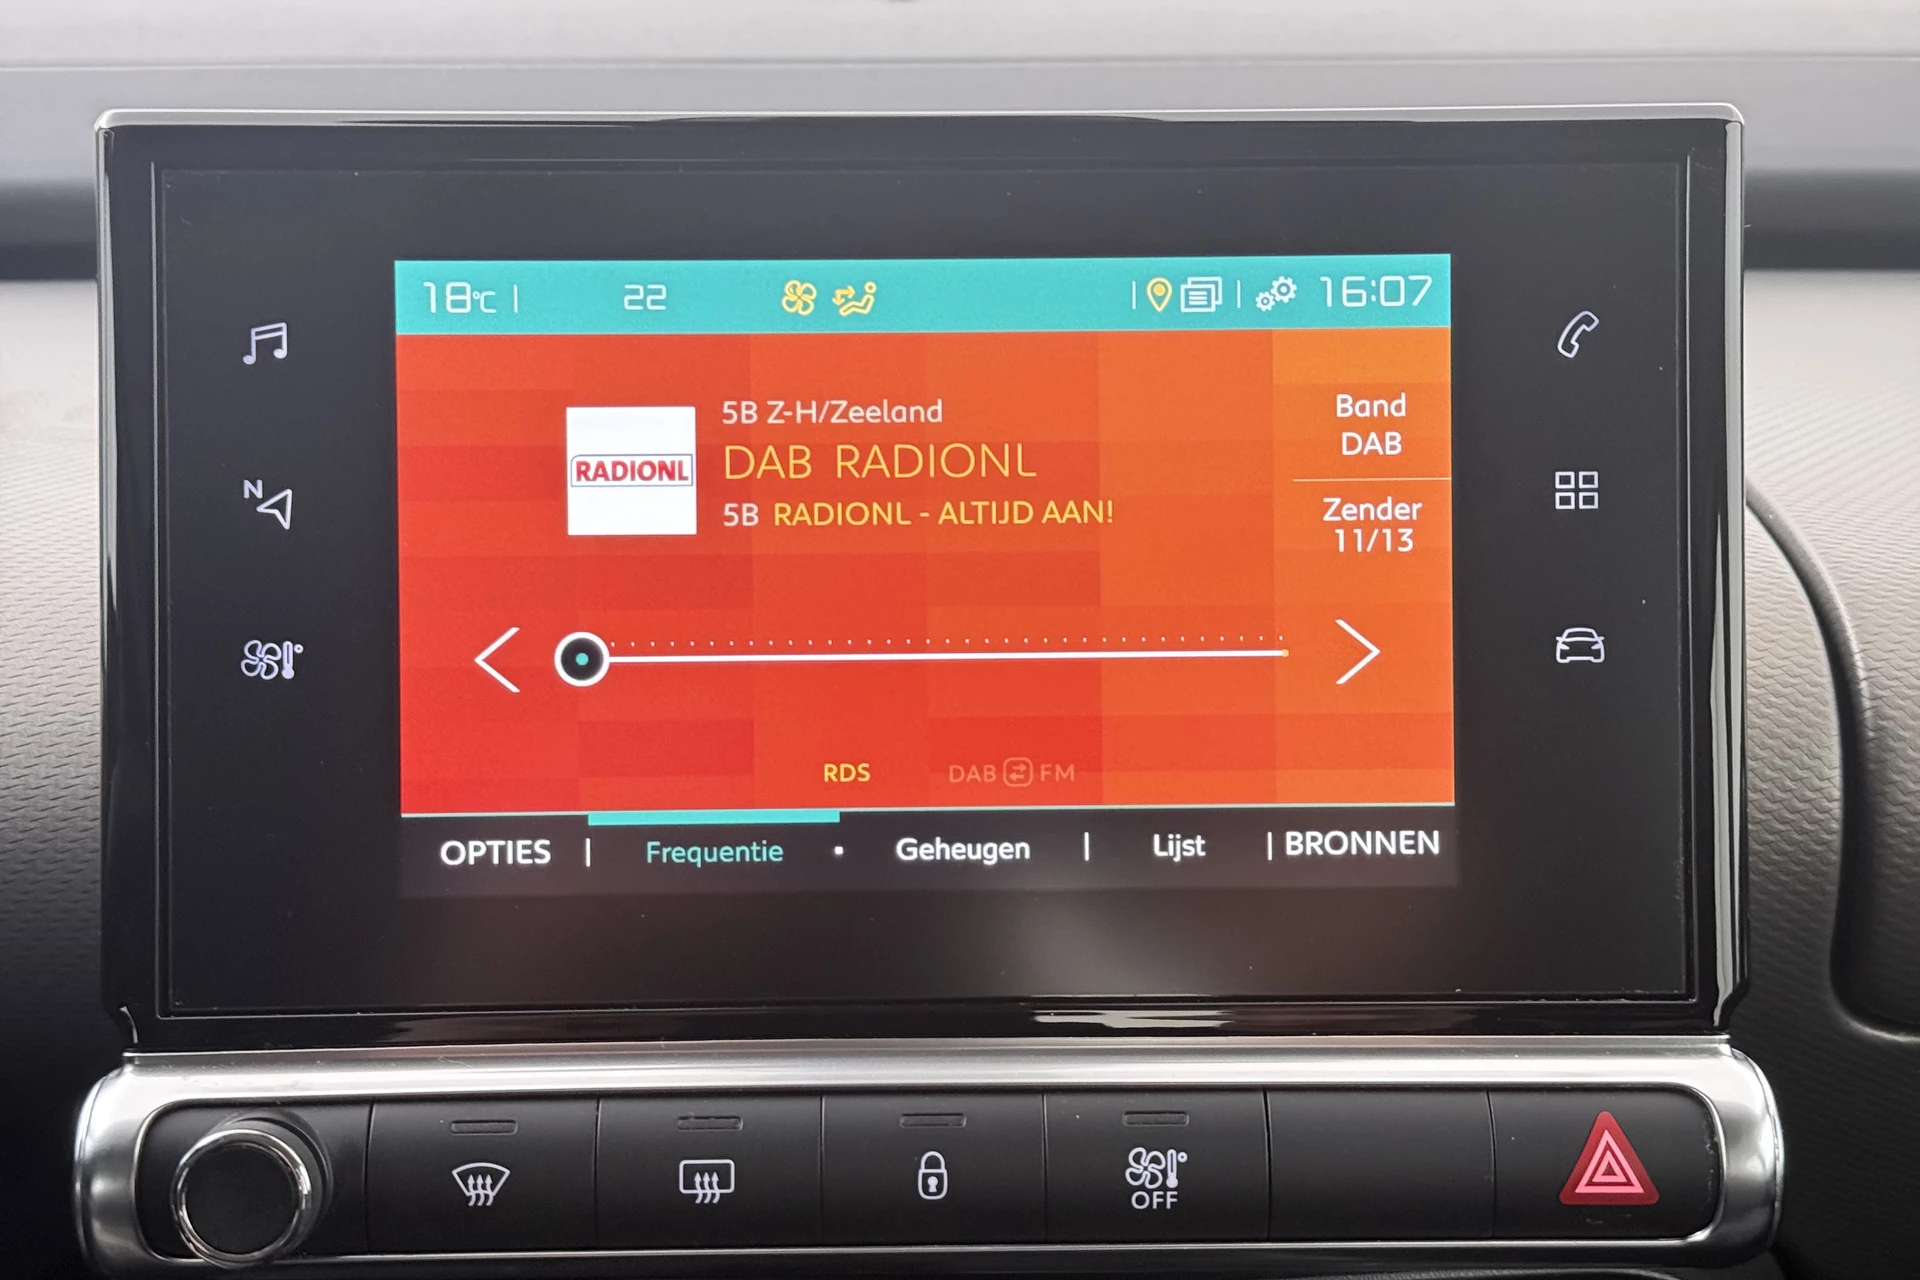 18°C
22
16:07
5B Z-H/Zeeland
DAB RADIONL
RADIONL
5B RADIONL - ALTIJD AAN!
Band
DAB
Zender
11/13
N
RDS
DAB FM
OPTIES
Frequentie
Geheugen
Lijst
BRONNEN
OFF